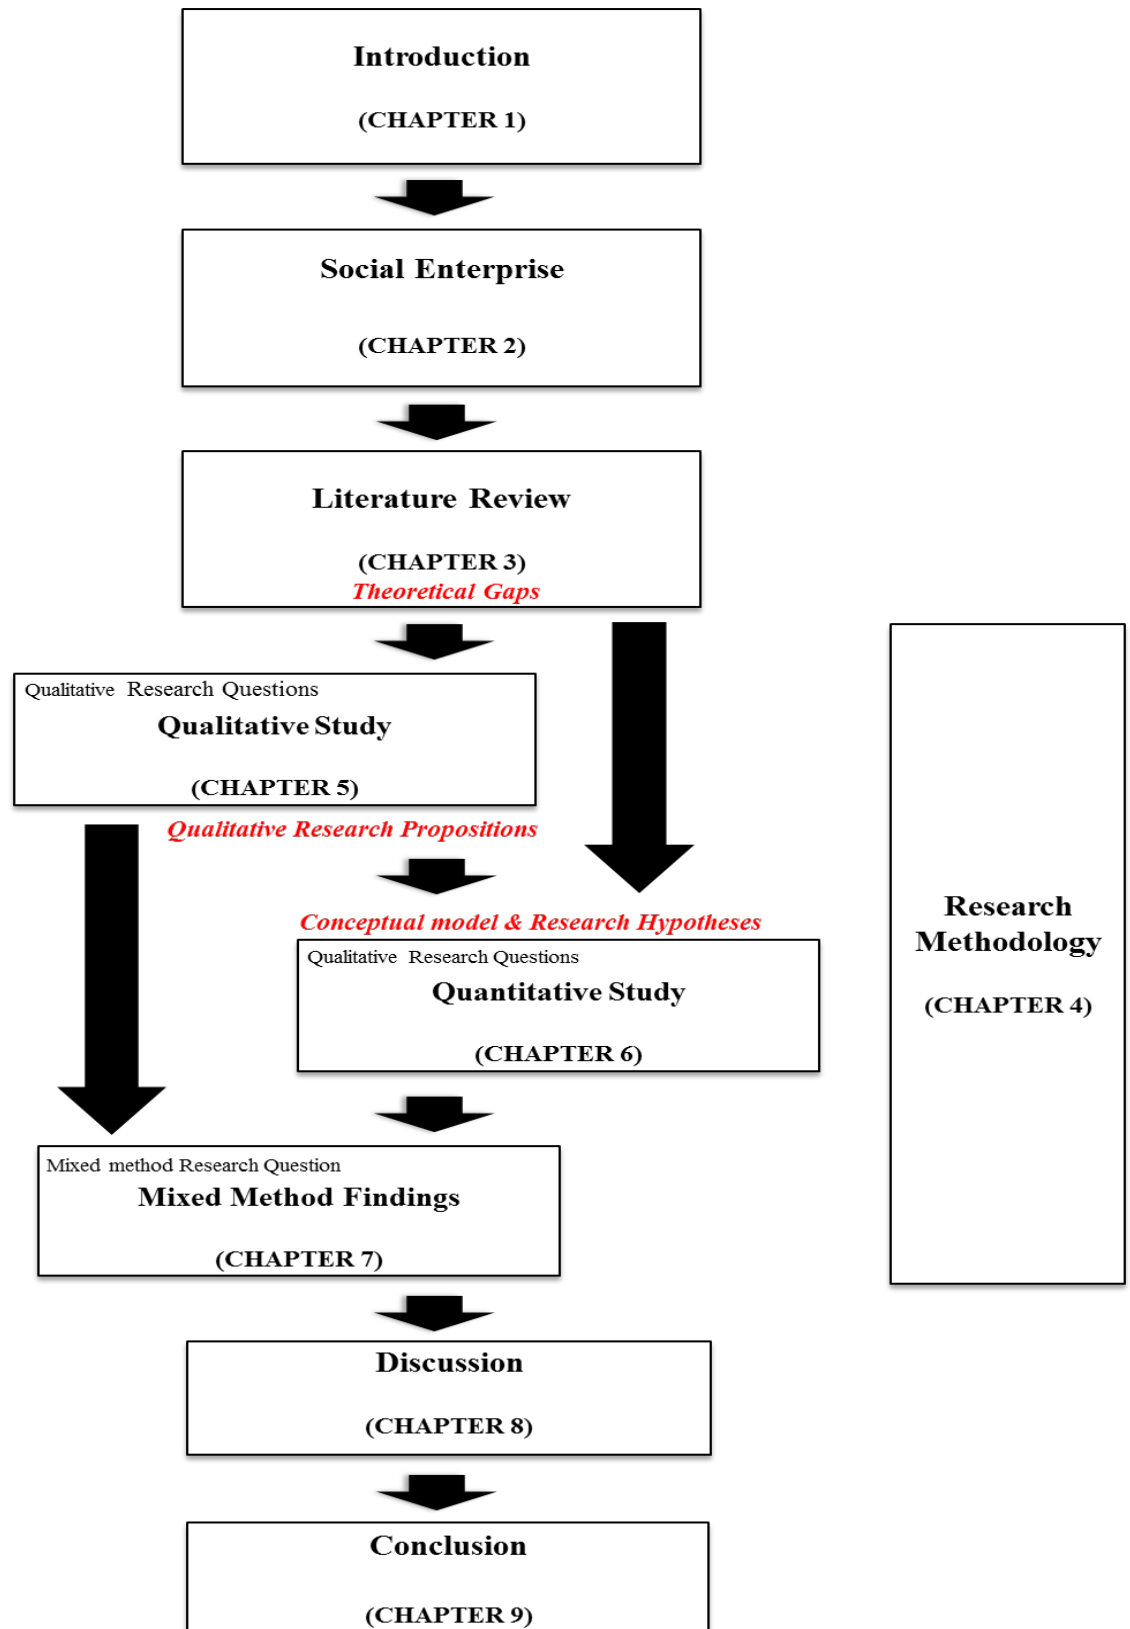 Introduction
(CHAPTER 1)
Social Enterprise
(CHAPTER 2)
Literature Review
(CHAPTER 3)
Theoretical Gaps
Qualitative Research Questions
Qualitative Study
(CHAPTER 5)
Qualitative Research Propositions
Conceptual model & Research Hypotheses
Qualitative Research Questions
Quantitative Study
(CHAPTER 6)
Research
Methodology
(CHAPTER 4)
Mixed method Research Question
Mixed Method Findings
(CHAPTER 7)
Discussion
(CHAPTER 8)
Conclusion
(CHAPTER 9)